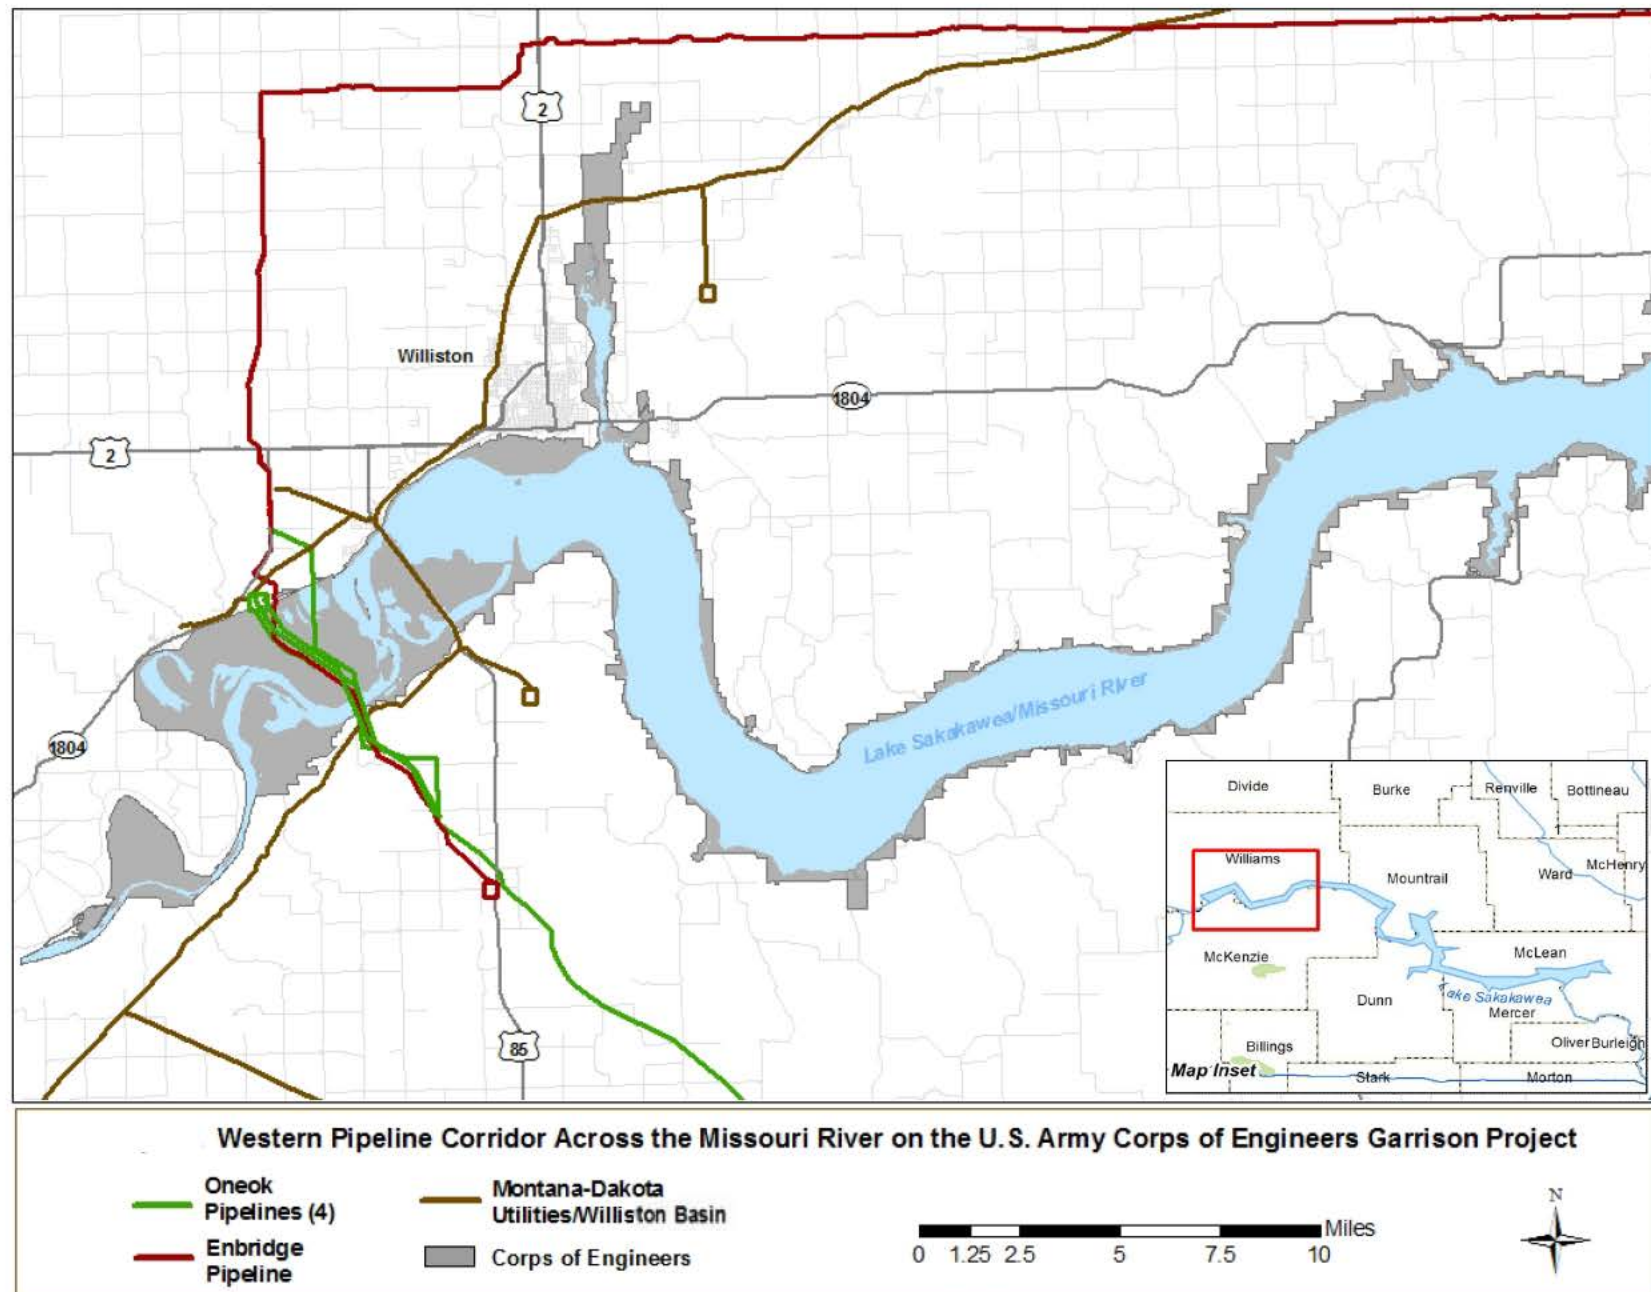 2
Williston
1804
2
Lake Sakakawea/Missouri River
1804
85
Divide
Burke
Renville
Bottineau
Williams
McHenry
Mountrail
Ward
McKenzie
McLean
Dunn
Lake Sakakawea
Mercer
Billings
Oliver
Burleigh
Map Inset
Stark
Morton
Western Pipeline Corridor Across the Missouri River on the U.S. Army Corps of Engineers Garrison Project
Oneok
Pipelines (4)
Enbridge
Pipeline
Montana-Dakota
Utilities/Williston Basin
Corps of Engineers
Miles
0 1.25 2.5 5 7.5 10
N